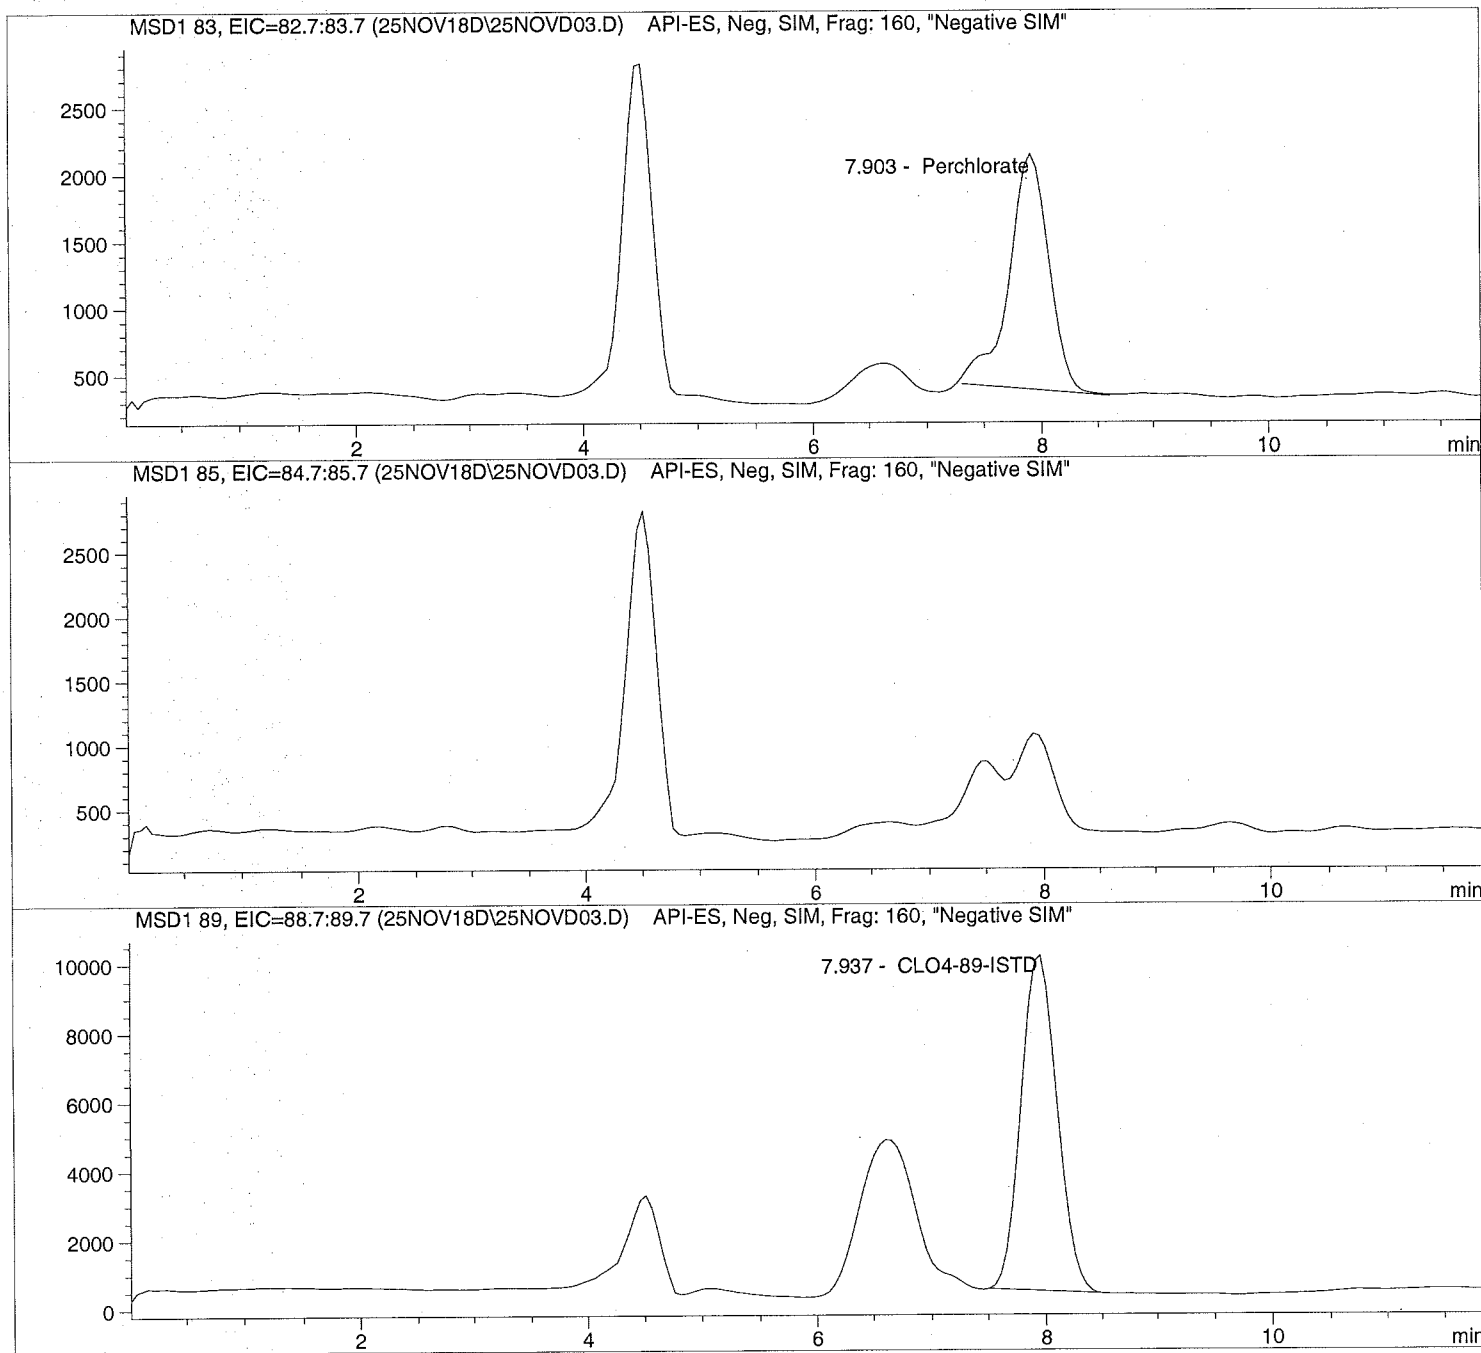 MSD1 83, EIC=82.7:83.7 (25NOV18D\25NOVD03.D) API-ES, Neg, SIM, Frag: 160, "Negative SIM"
2500
7.903 - Perchlorate
2000
1500
1000
500
2 4 6 8 10 min
MSD1 85, EIC=84.7:85.7 (25NOV18D\25NOVD03.D) API-ES, Neg, SIM, Frag: 160, "Negative SIM"
2500
2000
1500
1000
500
2 4 6 8 10 min
MSD1 89, EIC=88.7:89.7 (25NOV18D\25NOVD03.D) API-ES, Neg, SIM, Frag: 160, "Negative SIM"
10000
7.937 - CLO4-89-ISTD
8000
6000
4000
2000
0
2 4 6 8 10 min